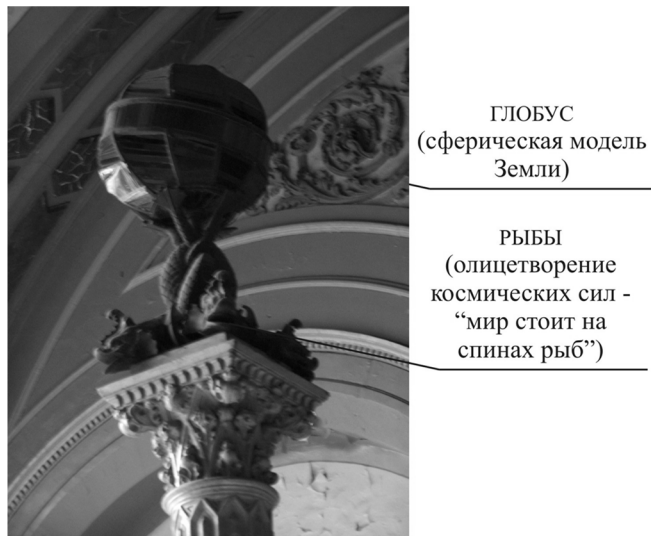 ГЛОБУС
(сферическая модель
Земли)
РЫБЫ
(олицетворение
космических сил -
“мир стоит на
спинах рыб”)